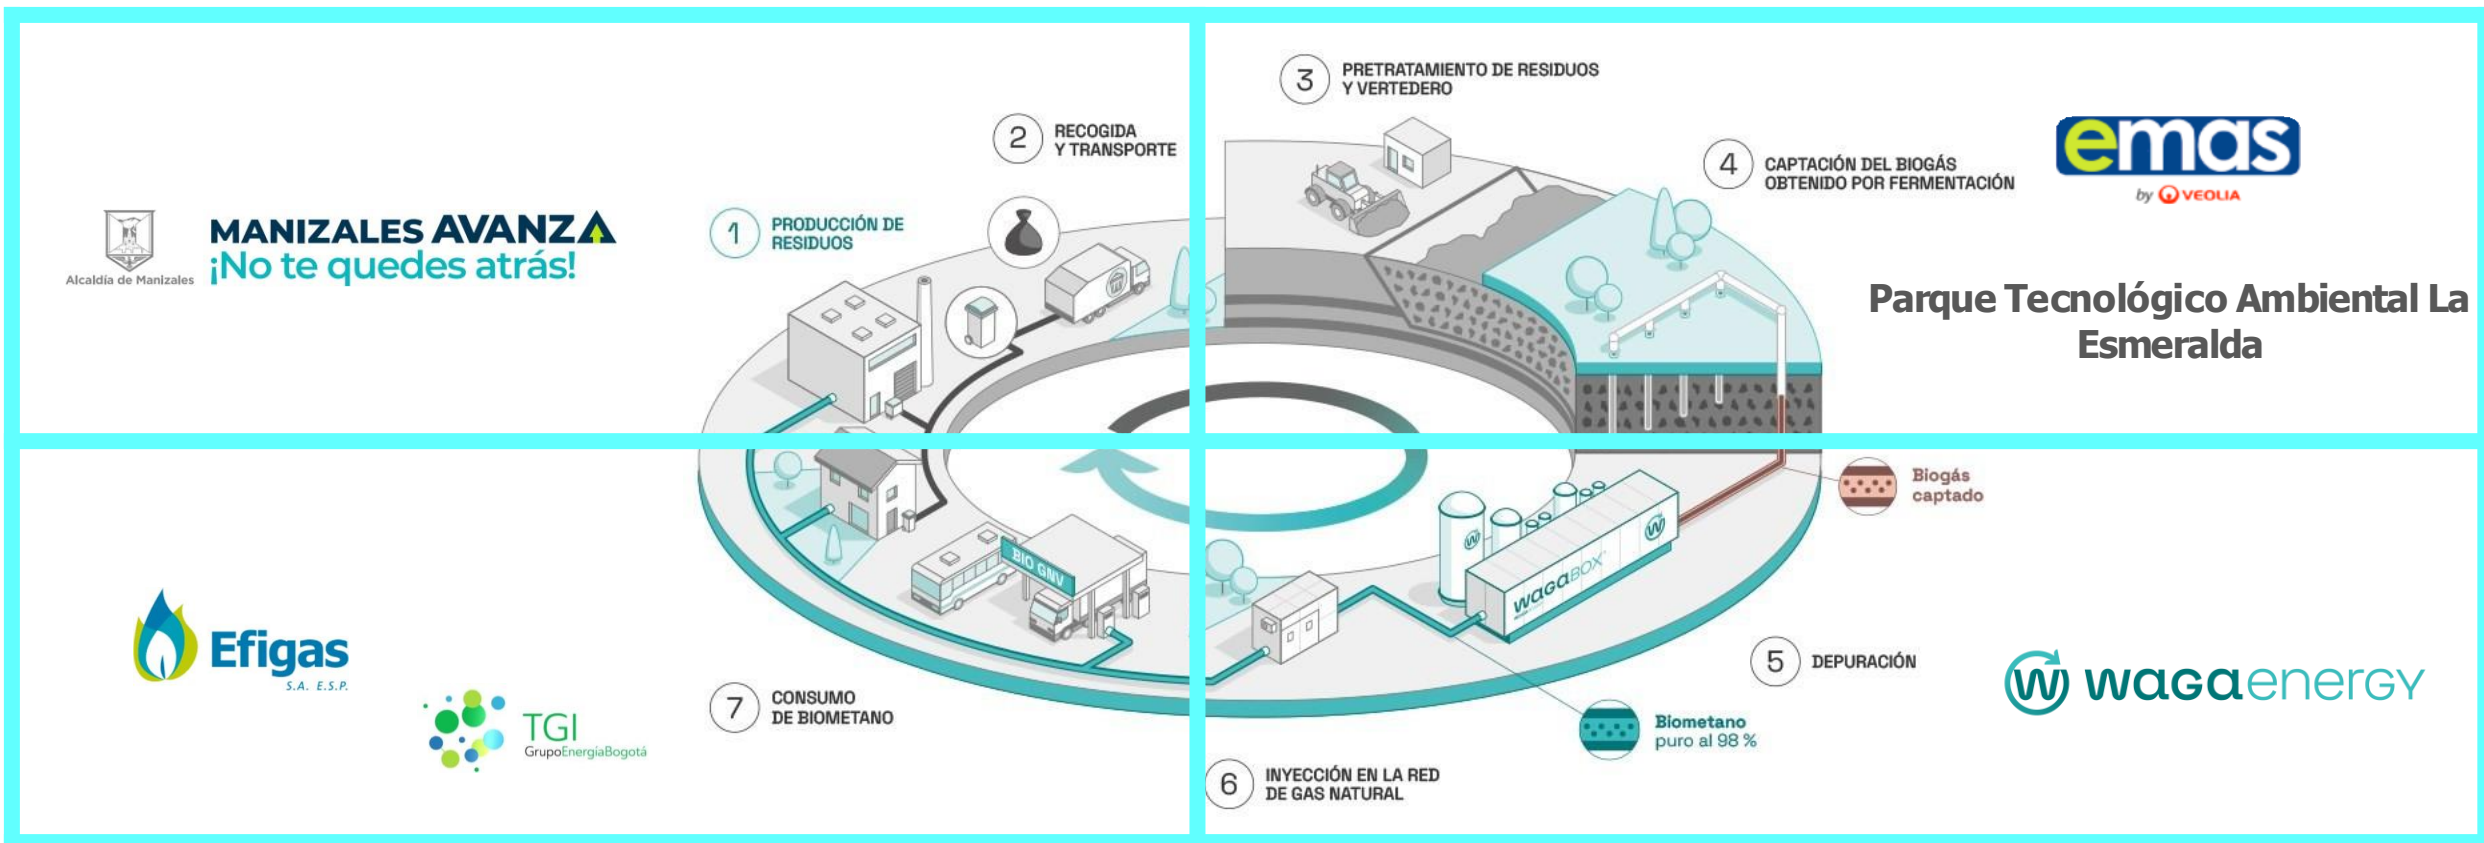 Alcaldía de Manizales
MANIZALES AVANZA
¡No te quedes atrás!
1
PRODUCCIÓN DE
RESIDUOS
2
RECOGIDA
Y TRANSPORTE
3
PRETRATAMIENTO DE RESIDUOS
Y VERTEDERO
4
CAPTACIÓN DEL BIOGÁS
OBTENIDO POR FERMENTACIÓN
emas
by VEOLIA
Parque Tecnológico Ambiental La
Esmeralda
Efigas
S.A. E.S.P.
TGI
GrupoEnergíaBogotá
BIO GNV
7
CONSUMO
DE BIOMETANO
Biogás
captado
W
W
WAGABOX
5
DEPURACIÓN
Biometano
puro al 98 %
6
INYECCIÓN EN LA RED
DE GAS NATURAL
W wagaenergy